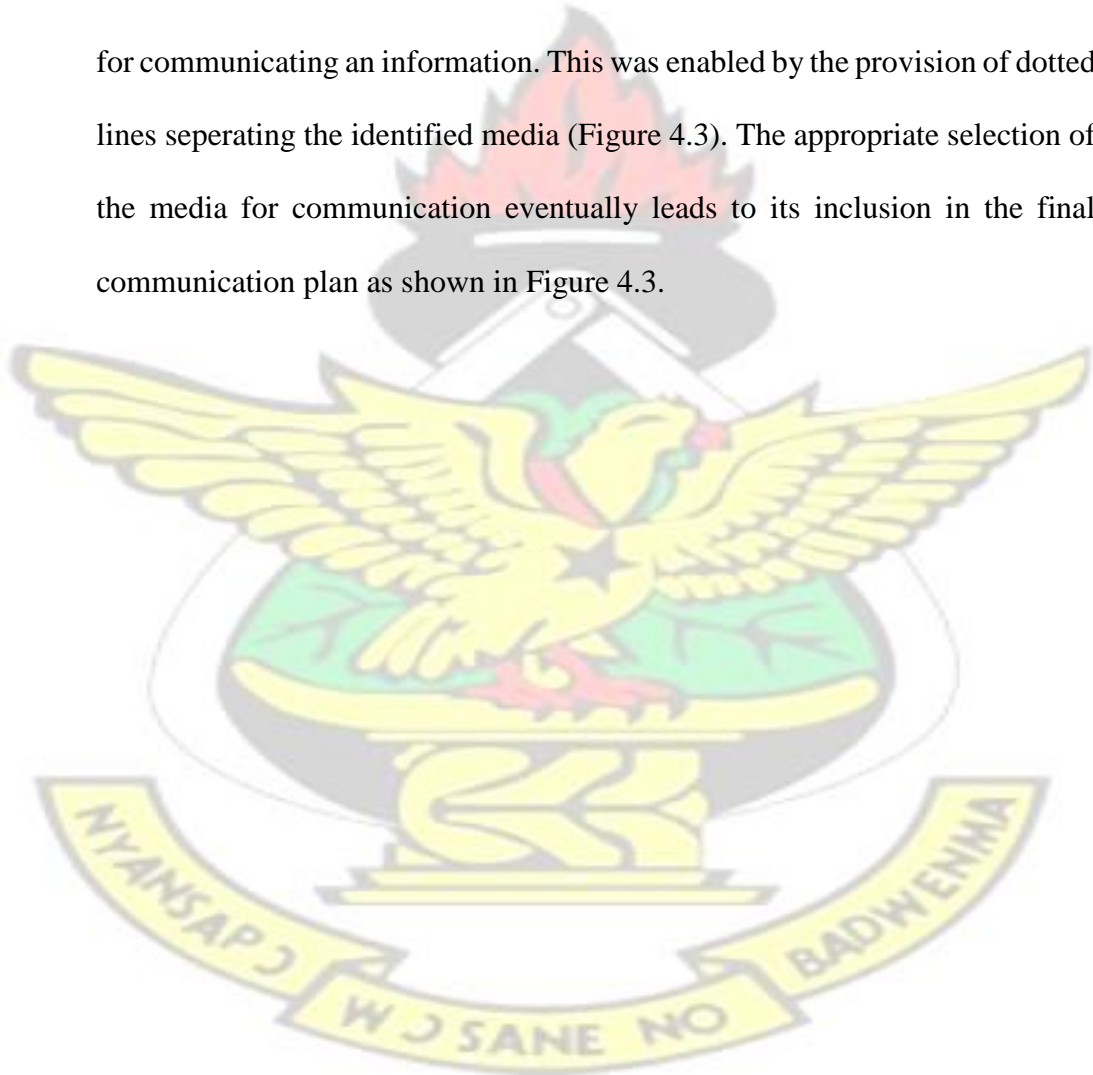 for communicating an information. This was enabled by the provision of dotted
lines seperating the identified media (Figure 4.3). The appropriate selection of
the media for communication eventually leads to its inclusion in the final
communication plan as shown in Figure 4.3.
NYANSAPƆ
WƆSANE NO
BADWENMA